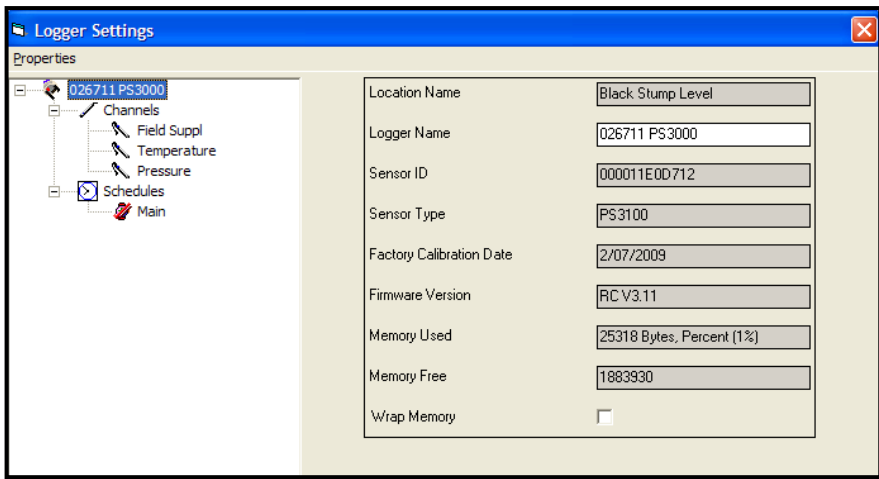 Logger Settings
Properties
026711 PS3000
Channels
Field Suppl
Temperature
Pressure
Schedules
Main
Location Name Black Stump Level
Logger Name 026711 PS3000
Sensor ID 000011E0D712
Sensor Type PS3100
Factory Calibration Date 2/07/2009
Firmware Version RC V3.11
Memory Used 25318 Bytes, Percent (1%)
Memory Free 1883930
Wrap Memory